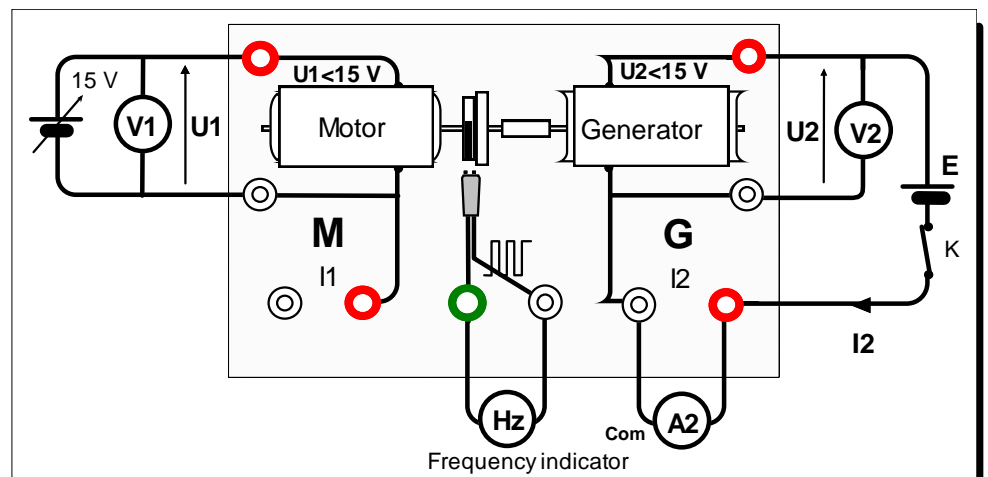 U1<15 V
U2<15 V
15 V
V1
U1
Motor
Generator
U2
V2
E
M
G
K
I1
I2
I2
Hz
Com
A2
Frequency indicator